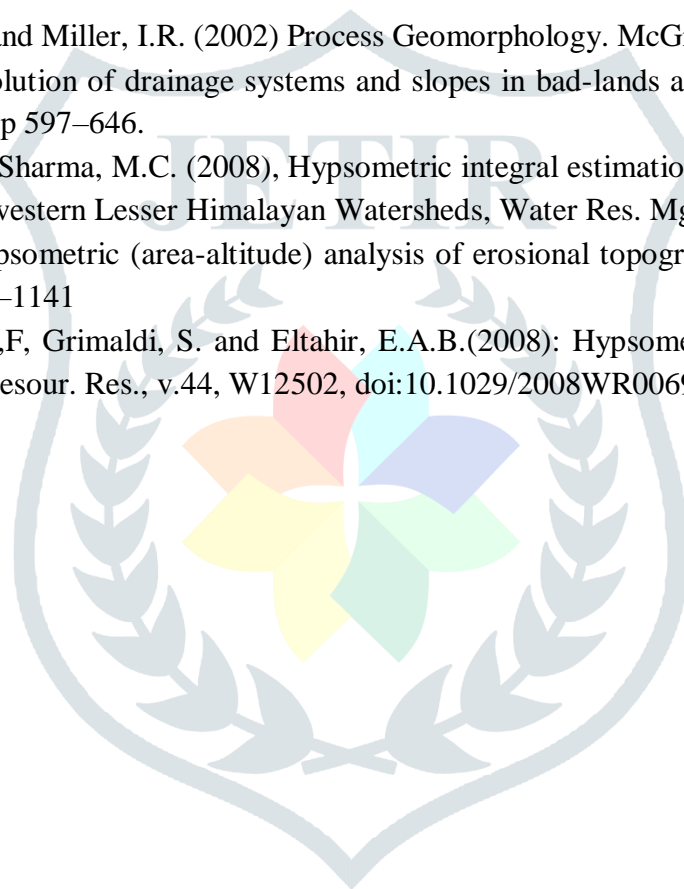 and Miller, I.R. (2002) Process Geomorphology. McG
olution of drainage systems and slopes in bad-lands a
p 597–646.
Sharma, M.C. (2008), Hypsometric integral estimatio
western Lesser Himalayan Watersheds, Water Res. Mg
psometric (area-altitude) analysis of erosional topogr
–1141
,F, Grimaldi, S. and Eltahir, E.A.B.(2008): Hypsome
esour. Res., v.44, W12502, doi:10.1029/2008WR0069
JETIR